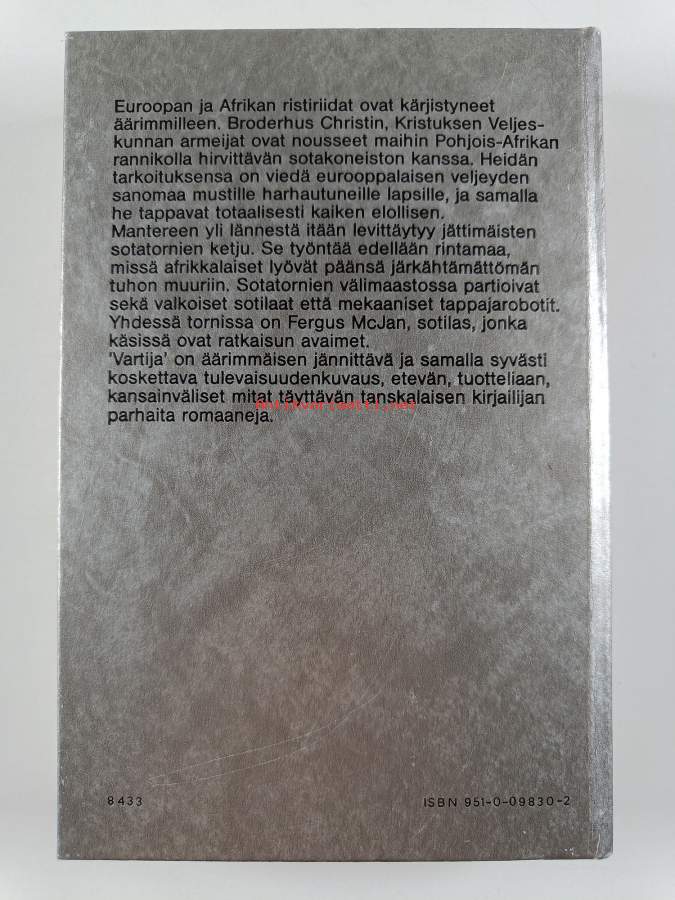 Euroopan ja Afrikan ristiriidat ovat kärjistyneet
äärimmilleen. Broderhus Christin, Kristuksen Veljes-
kunnan armeijat ovat nousseet maihin Pohjois-Afrikan
rannikolla hirvittävän sotakoneiston kanssa. Heidän
tarkoituksensa on viedä eurooppalaisen veljeyden
sanomaa mustille harhautuneille lapsille, ja samalla
he tappavat totaalisesti kaiken elollisen.
Mantereen yli lännestä itään levittäytyy jättimäisten
sotatornien ketju. Se työntää edellään rintamaa,
missä afrikkalaiset lyövät päänsä järkähtämättömän
tuhon muuriin. Sotatornien välimaastossa partioivat
sekä valkoiset sotilaat että mekaaniset tappajarobotit.
Yhdessä tornissa on Fergus McJan, sotilas, jonka
käsissä ovat ratkaisun avaimet.
'Vartija' on äärimmäisen jännittävä ja samalla syvästi
koskettava tulevaisuudenkuvaus, etevän, tuotteliaan,
kansainväliset mitat täyttävän tanskalaisen kirjailijan
Antikvariaatti.net
parhaita romaaneja.
8433 ISBN 951-0-09830-2